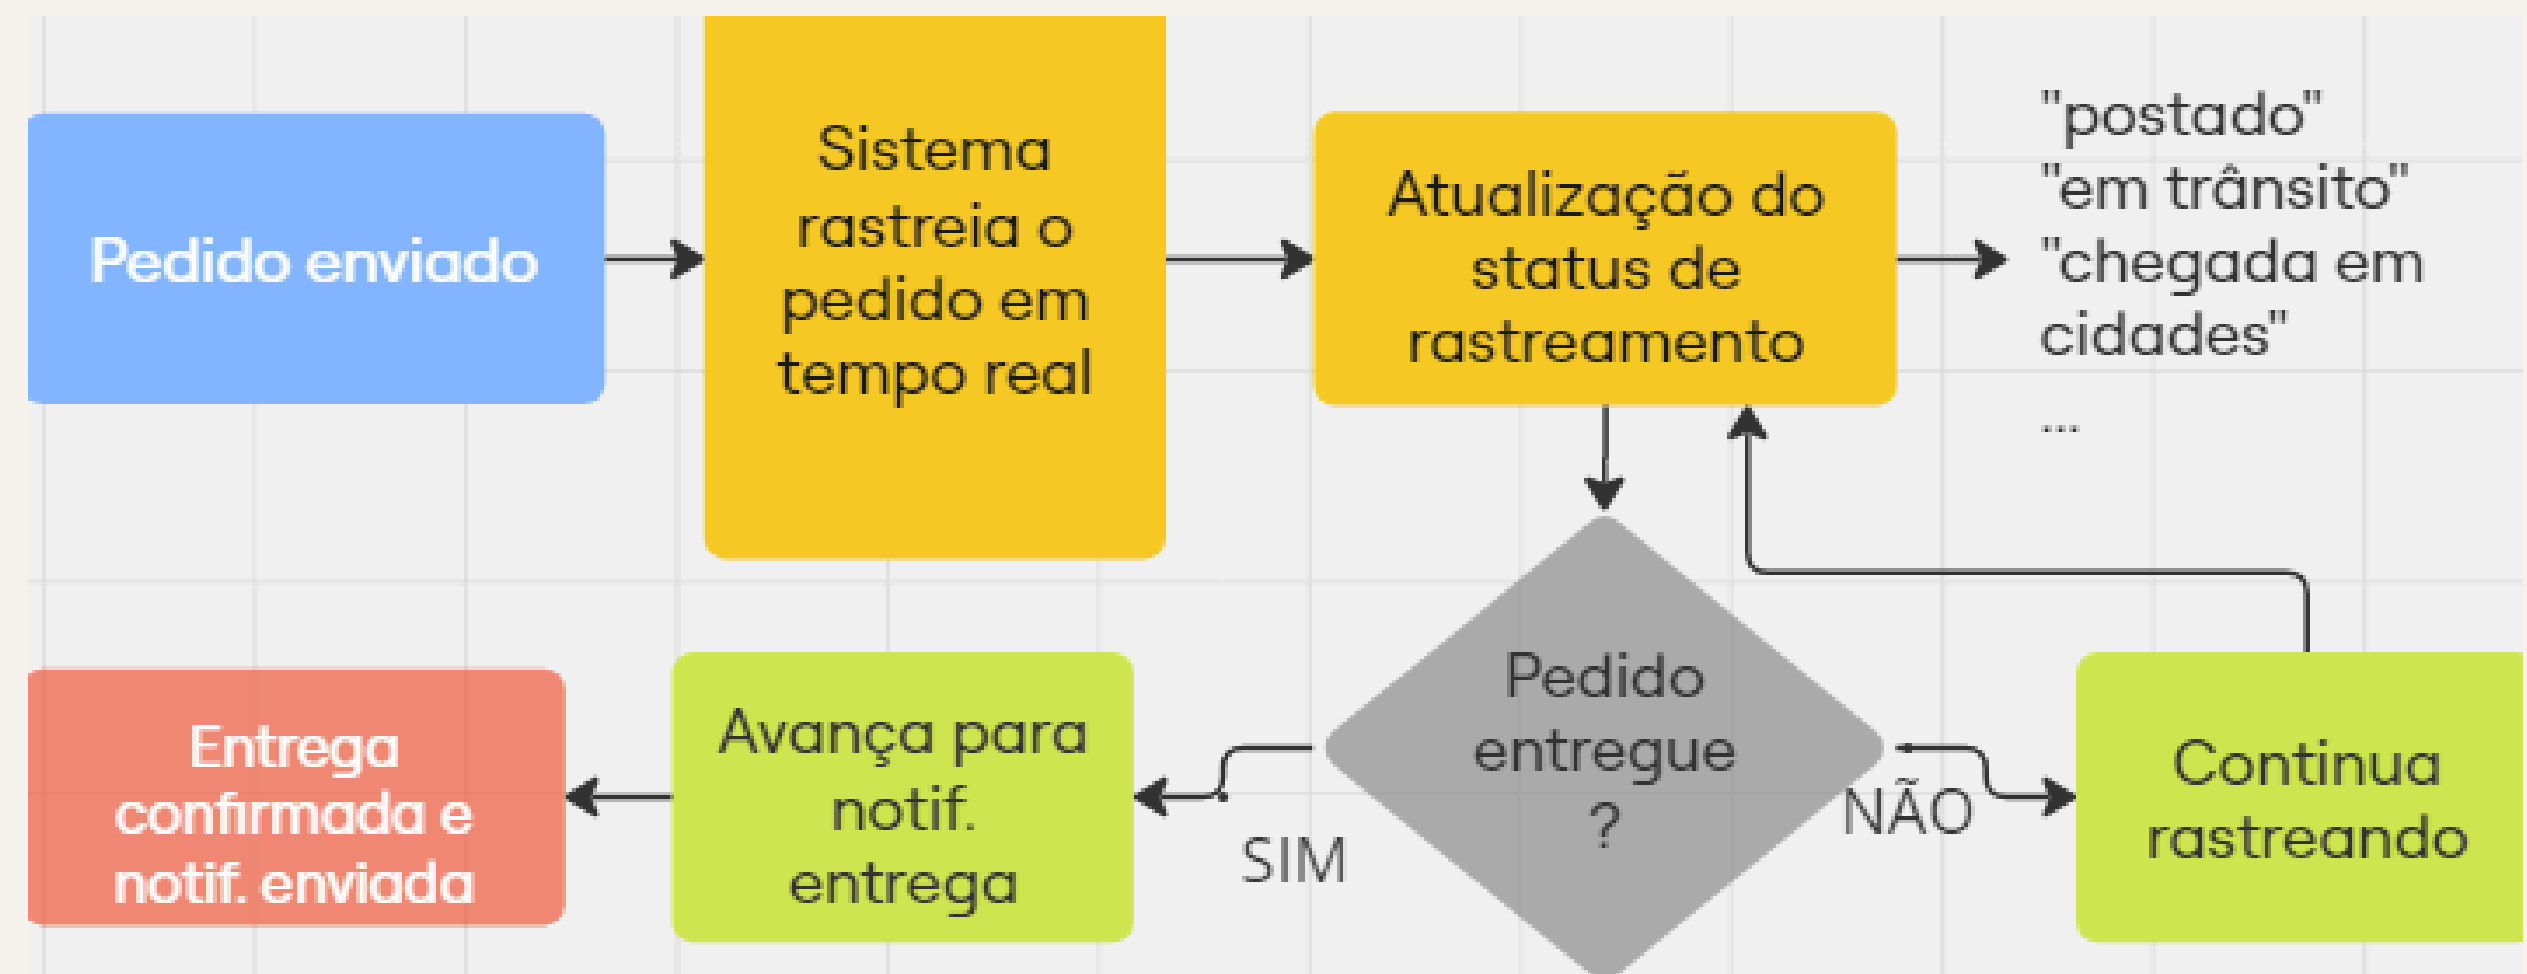 Pedido enviado
Sistema
rastreia o
pedido em
tempo real
Atualização do
status de
rastreamento
"postado"
"em trânsito"
"chegada em
cidades"
...
Pedido
entregue
?
NÃO
Continua
rastreando
SIM
Avança para
notif.
entrega
Entrega
confirmada e
notif. enviada